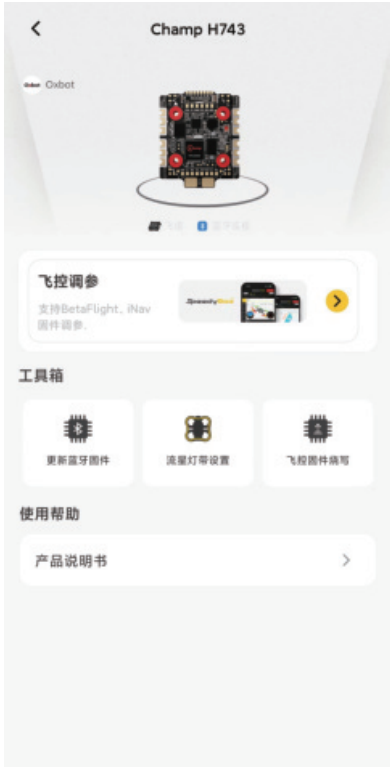 Champ H743
Oxbot Oxbot
飞控调参
支持BetaFlight、iNav
固件调参.
SpeedyBee
工具箱
更新蓝牙固件
流星灯带设置
飞控固件烧写
使用帮助
产品说明书